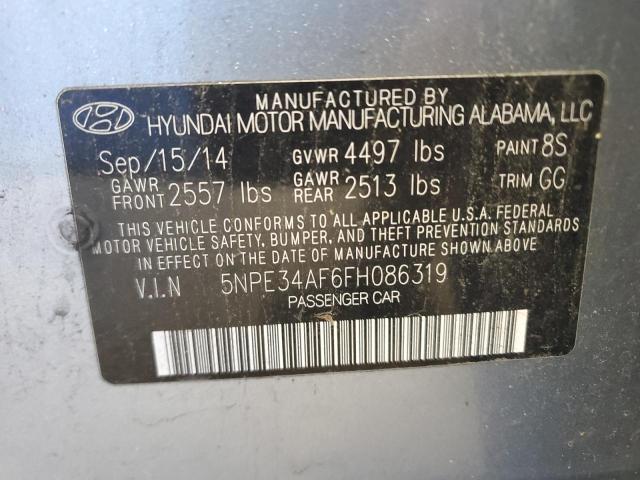 MANUFACTURED BY
HYUNDAI MOTOR MANUFACTURING ALABAMA, LLC
Sep/15/14 GVWR 4497 lbs PAINT 8S
GAWR FRONT 2557 lbs GAWR REAR 2513 lbs TRIM GG
THIS VEHICLE CONFORMS TO ALL APPLICABLE U.S.A. FEDERAL
MOTOR VEHICLE SAFETY, BUMPER, AND THEFT PREVENTION
STANDARDS IN EFFECT ON THE DATE OF MANUFACTURE SHOWN ABOVE.
V.I.N 5NPE34AF6FH086319
PASSENGER CAR